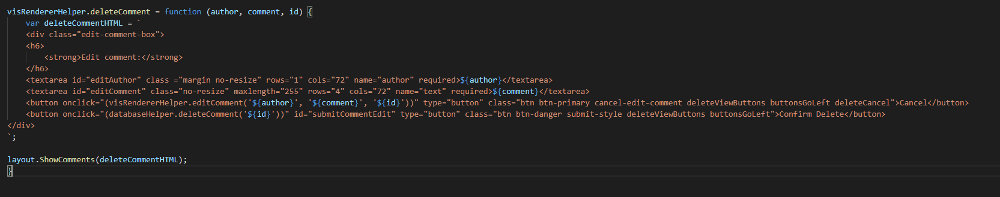 visRendererHelper.deleteComment = function (author, comment, id) {
    var deleteCommentHTML = `
    <div class="edit-comment-box">
    <h6>
        <strong>Edit comment:</strong>
    </h6>
    <textarea id="editAuthor" class ="margin no-resize" rows="1" cols="72" name="author" required>${author}</textarea>
    <textarea id="editComment" class="no-resize" maxlength="255" rows="4" cols="72" name="text" required>${comment}</textarea>
    <button onclick="(visRendererHelper.editComment('${author}', '${comment}', '${id}'))" type="button" class="btn btn-primary cancel-edit-comment deleteViewButtons buttonsGoLeft deleteCancel">Cancel</button>
    <button onclick="(databaseHelper.deleteComment('${id}'))" id="submitCommentEdit" type="button" class="btn btn-danger submit-style deleteViewButtons buttonsGoLeft">Confirm Delete</button>
</div>
`;
layout.ShowComments(deleteCommentHTML);
}